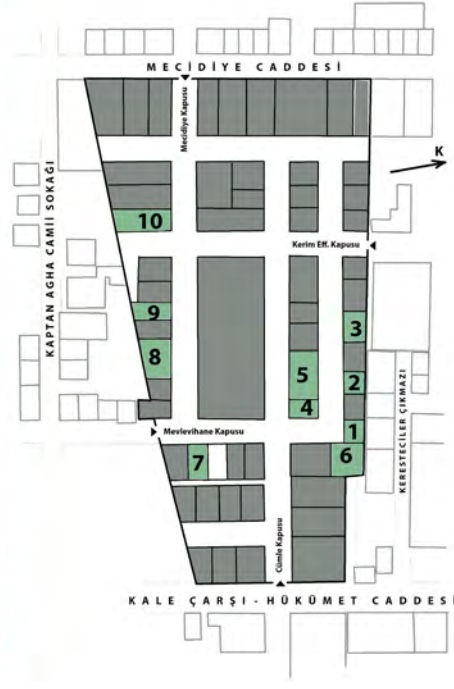 MECİDİYE CADDESİ
Mecidiye Kapusu
K
KAPTAN AGHA CAMİİ SOKAĞI
10
Kerim Eff. Kapusu
9
3
8
5
2
4
KERESTECİLER ÇIKMAZI
Mevlevihane Kapusu
1
7
6
Cümle Kapusu
KALE ÇARŞI - HÜKÜMET CADDESİ